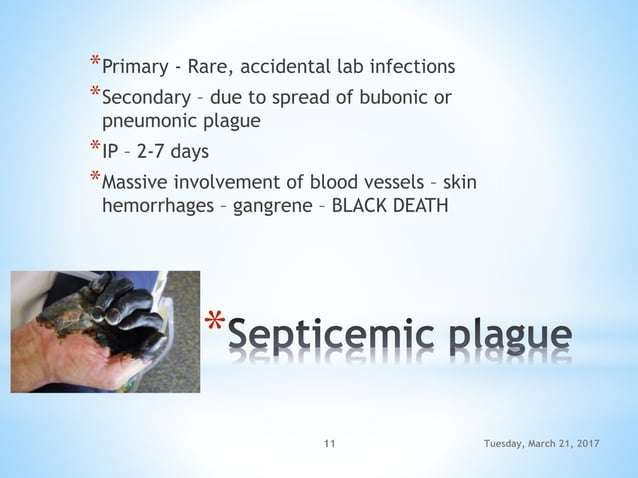 *Primary - Rare, accidental lab infections
*Secondary – due to spread of bubonic or
pneumonic plague
*IP – 2-7 days
*Massive involvement of blood vessels – skin
hemorrhages – gangrene – BLACK DEATH
*Septicemic plague
11
Tuesday, March 21, 2017